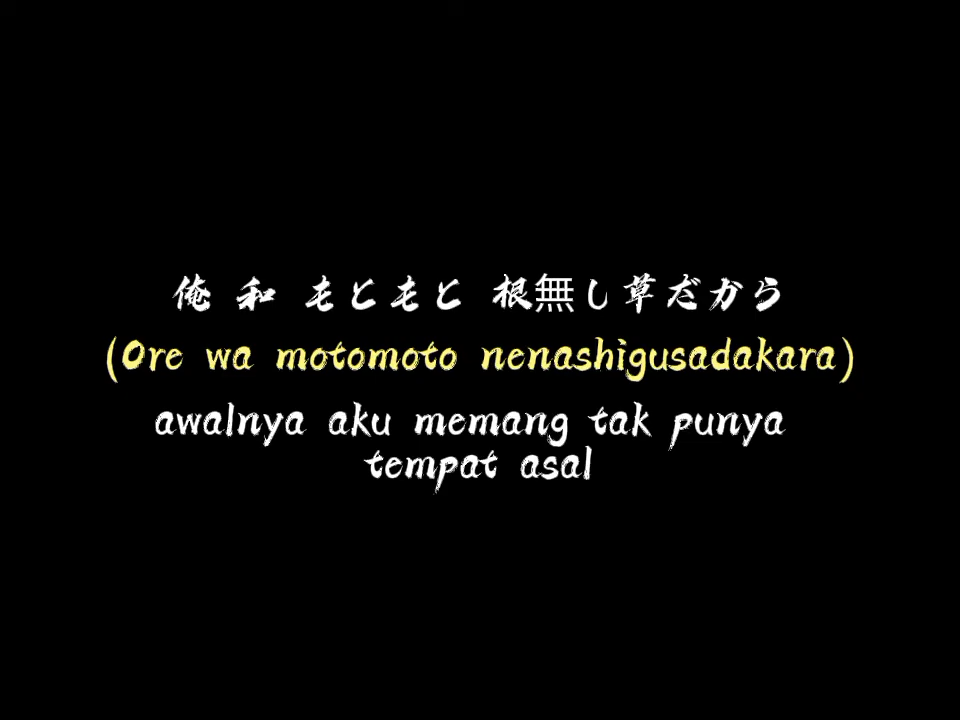 俺 和 もともと 根無し草だから
(Ore wa motomoto nenashigusadakara)
awalnya aku memang tak punya
tempat asal